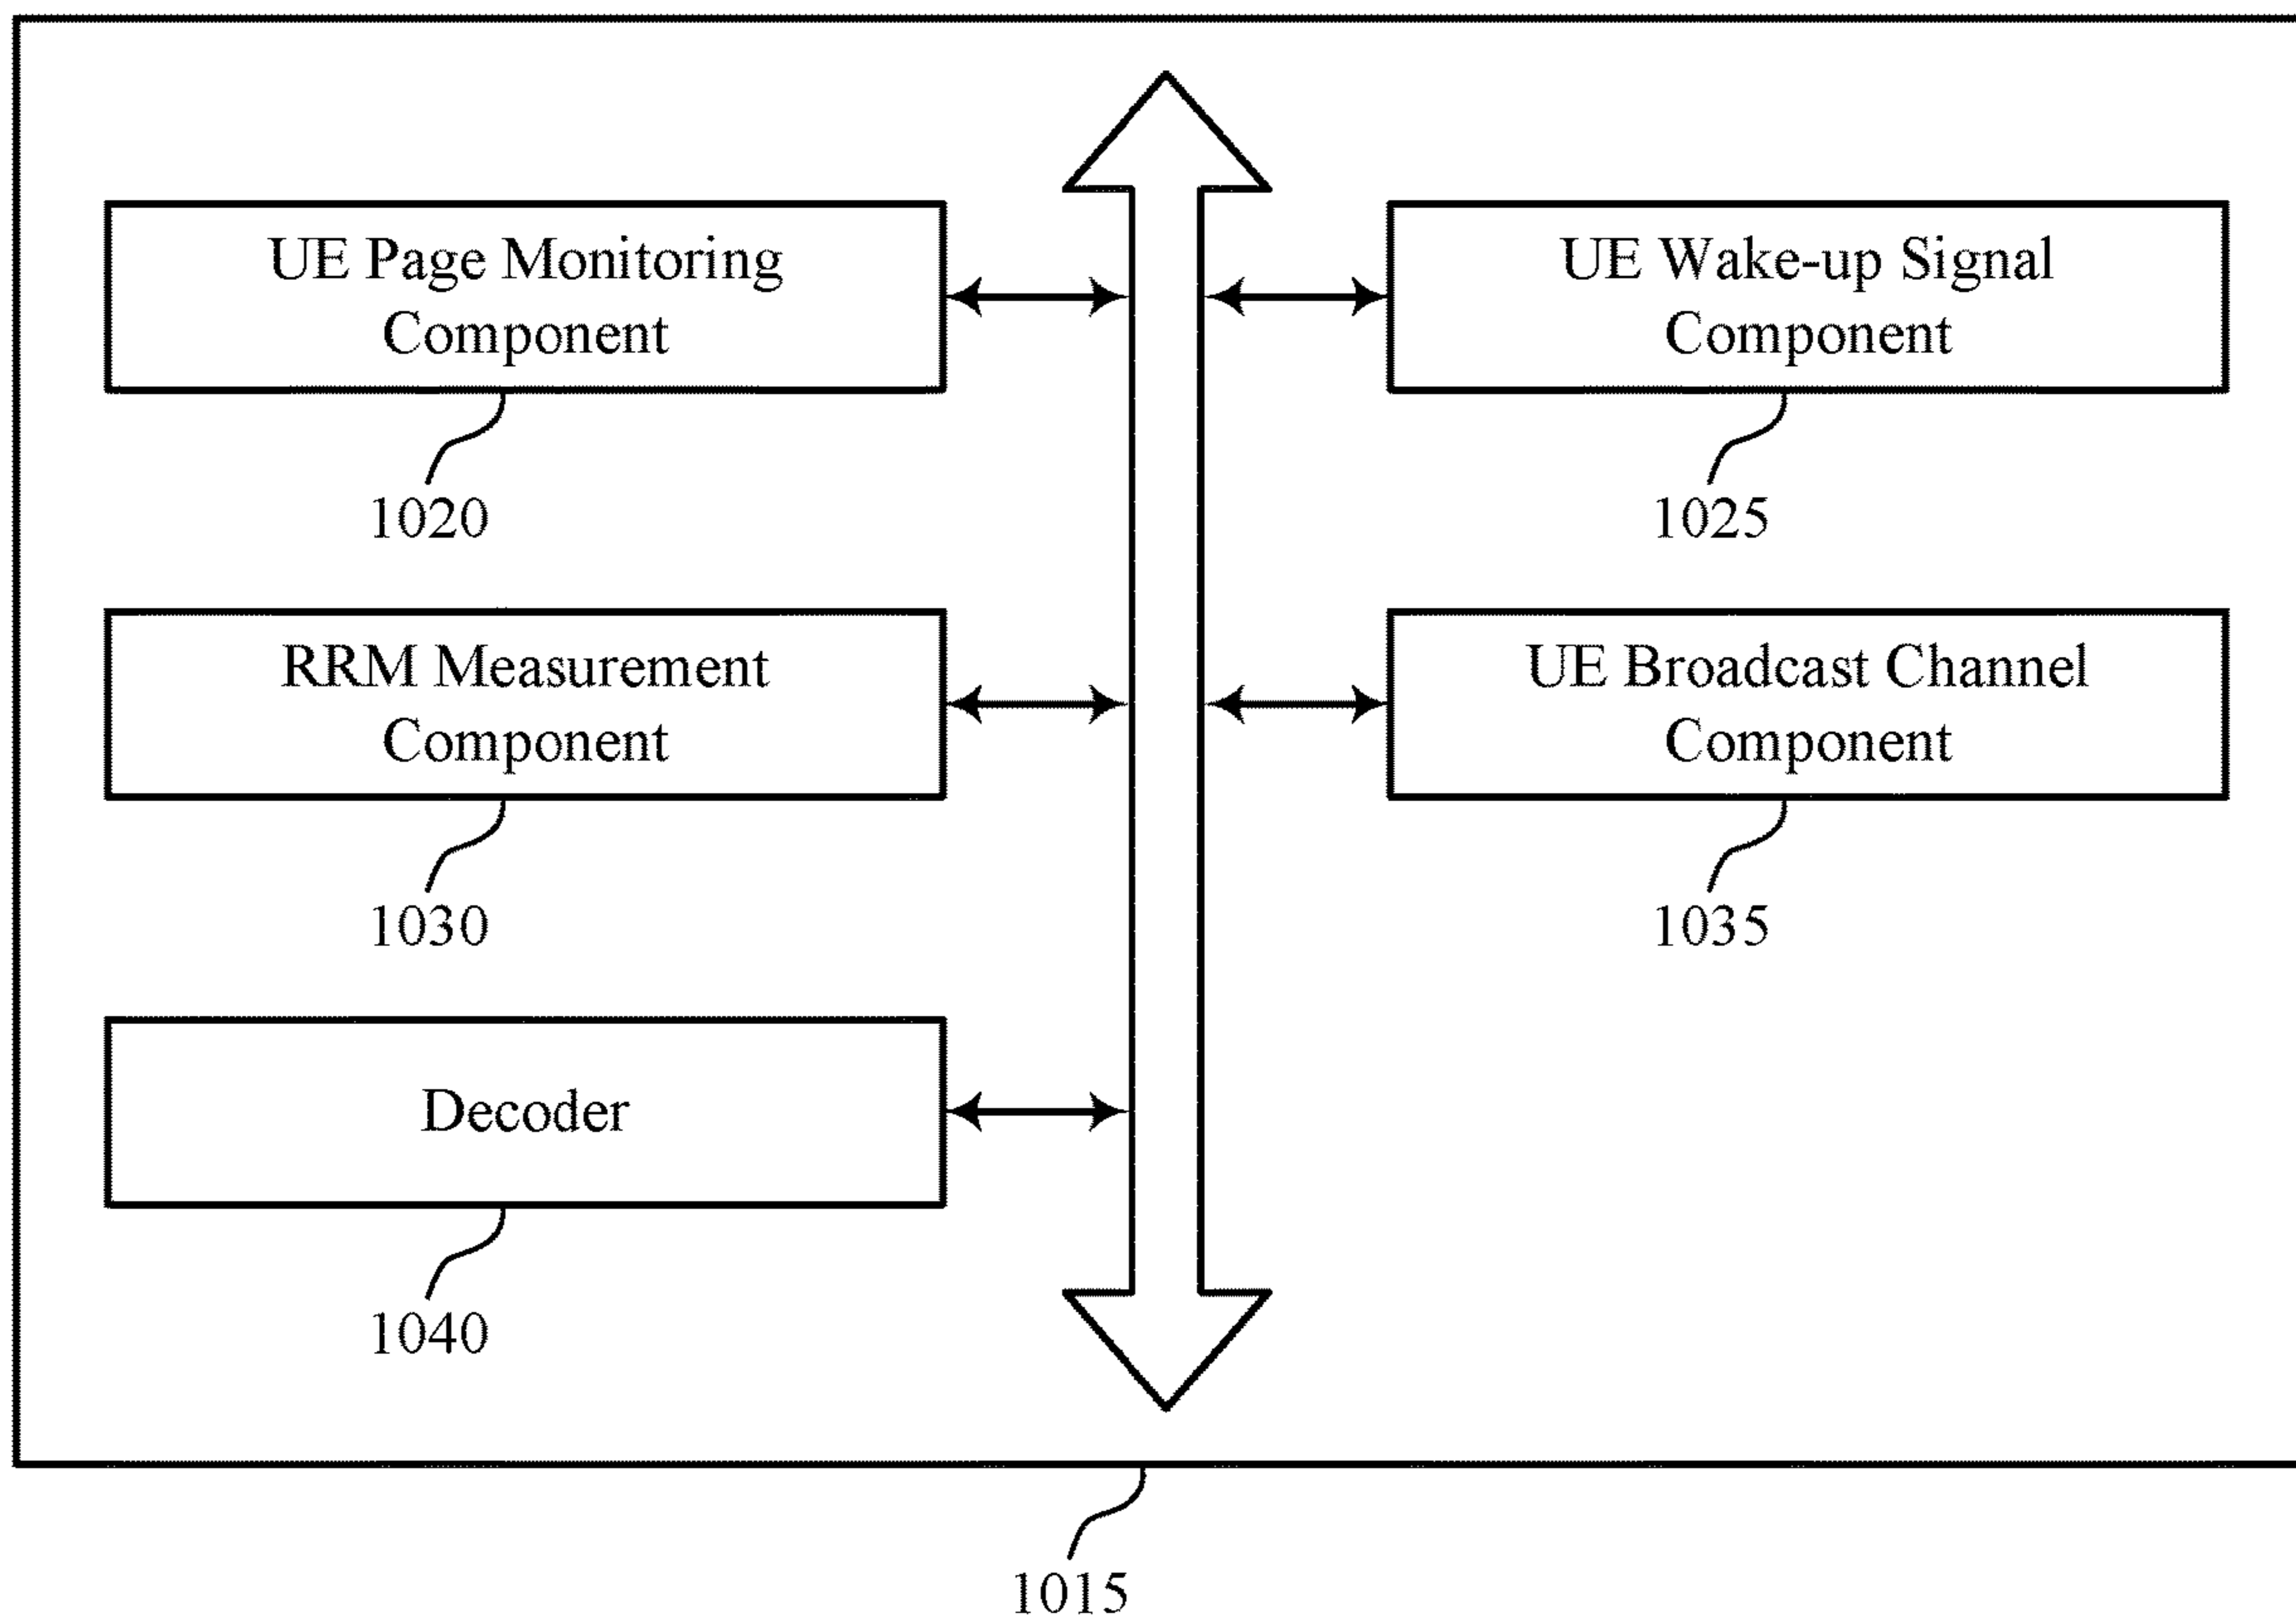 UE Page Monitoring
Component
1020
UE Wake-up Signal
Component
1025
RRM Measurement
Component
1030
UE Broadcast Channel
Component
1035
Decoder
1040
1015